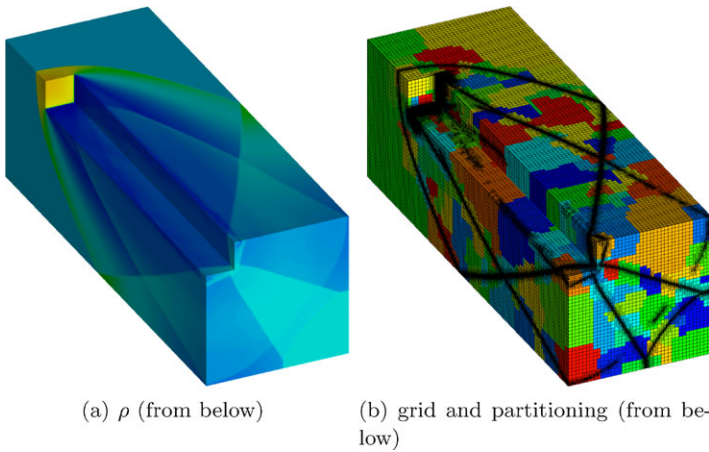 (a) ρ (from below)
(b) grid and partitioning (from be-
low)